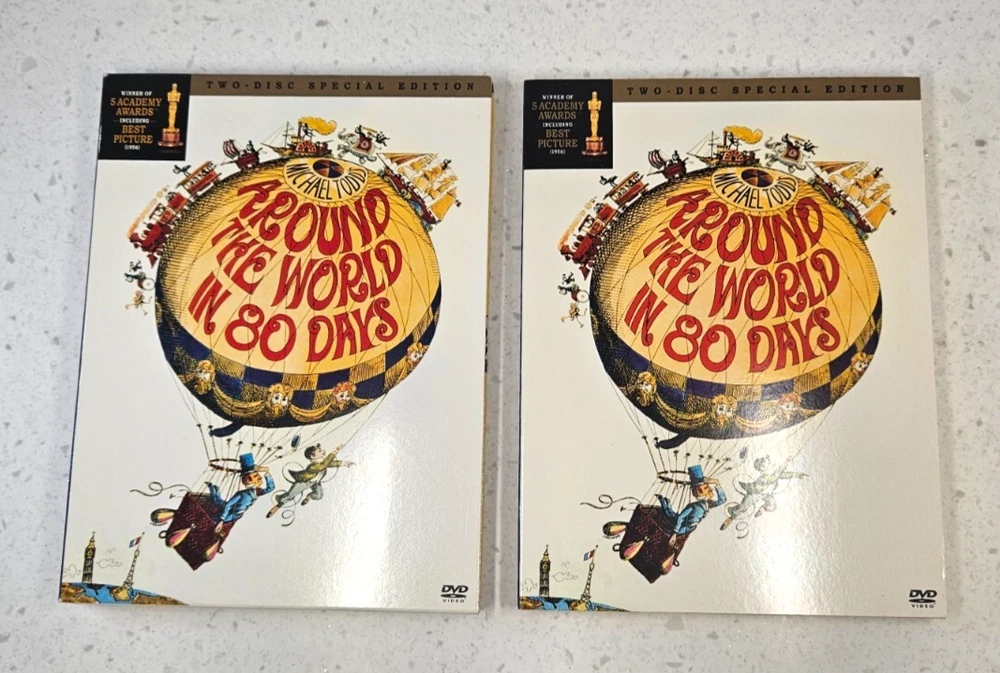 WINNER OF
5 ACADEMY
AWARDS
INCLUDING
BEST
PICTURE
(1956)
TWO-DISC SPECIAL EDITION
MICHAEL TODD
AROUND
THE WORLD
IN 80 DAYS
DVD
VIDEO
WINNER OF
5 ACADEMY
AWARDS
INCLUDING
BEST
PICTURE
(1956)
TWO-DISC SPECIAL EDITION
MICHAEL TODD
AROUND
THE WORLD
IN 80 DAYS
DVD
VIDEO